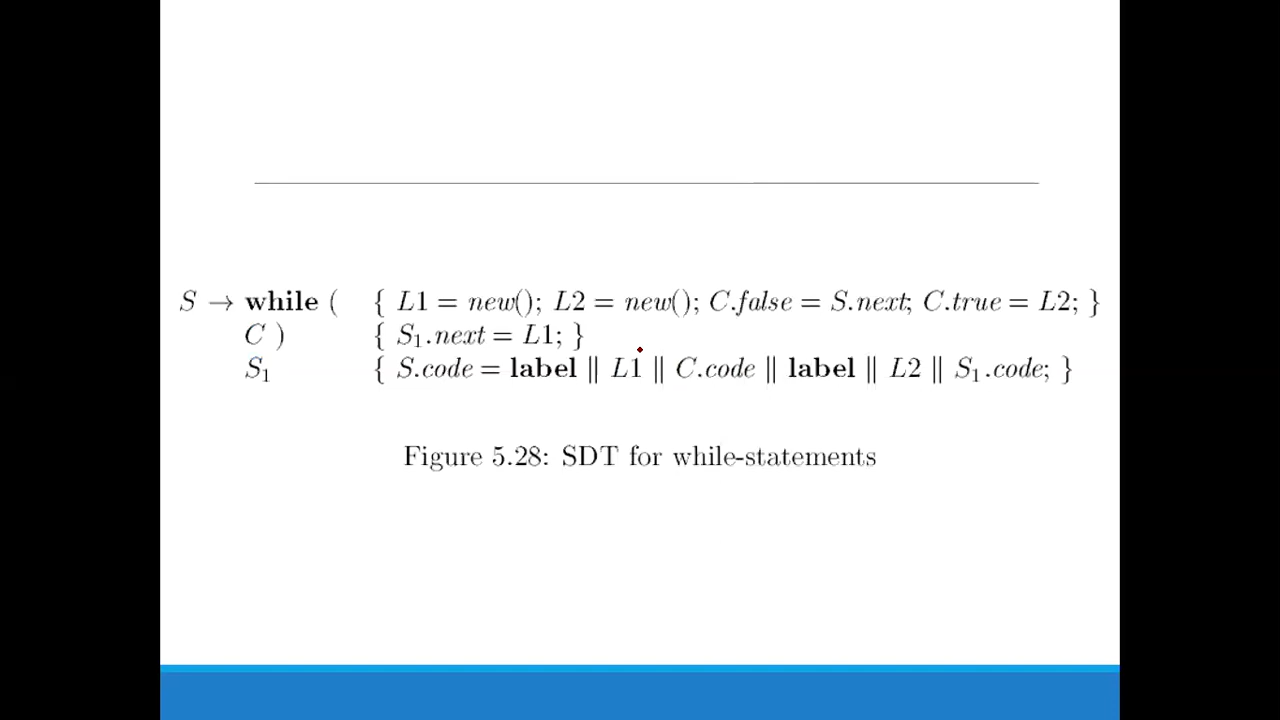 S → while ( { L1 = new(); L2 = new(); C.false = S.next; C.true = L2; }
C ) { S₁.next = L1; }
S₁ { S.code = label || L1 || C.code || label || L2 || S₁.code; }
Figure 5.28: SDT for while-statements